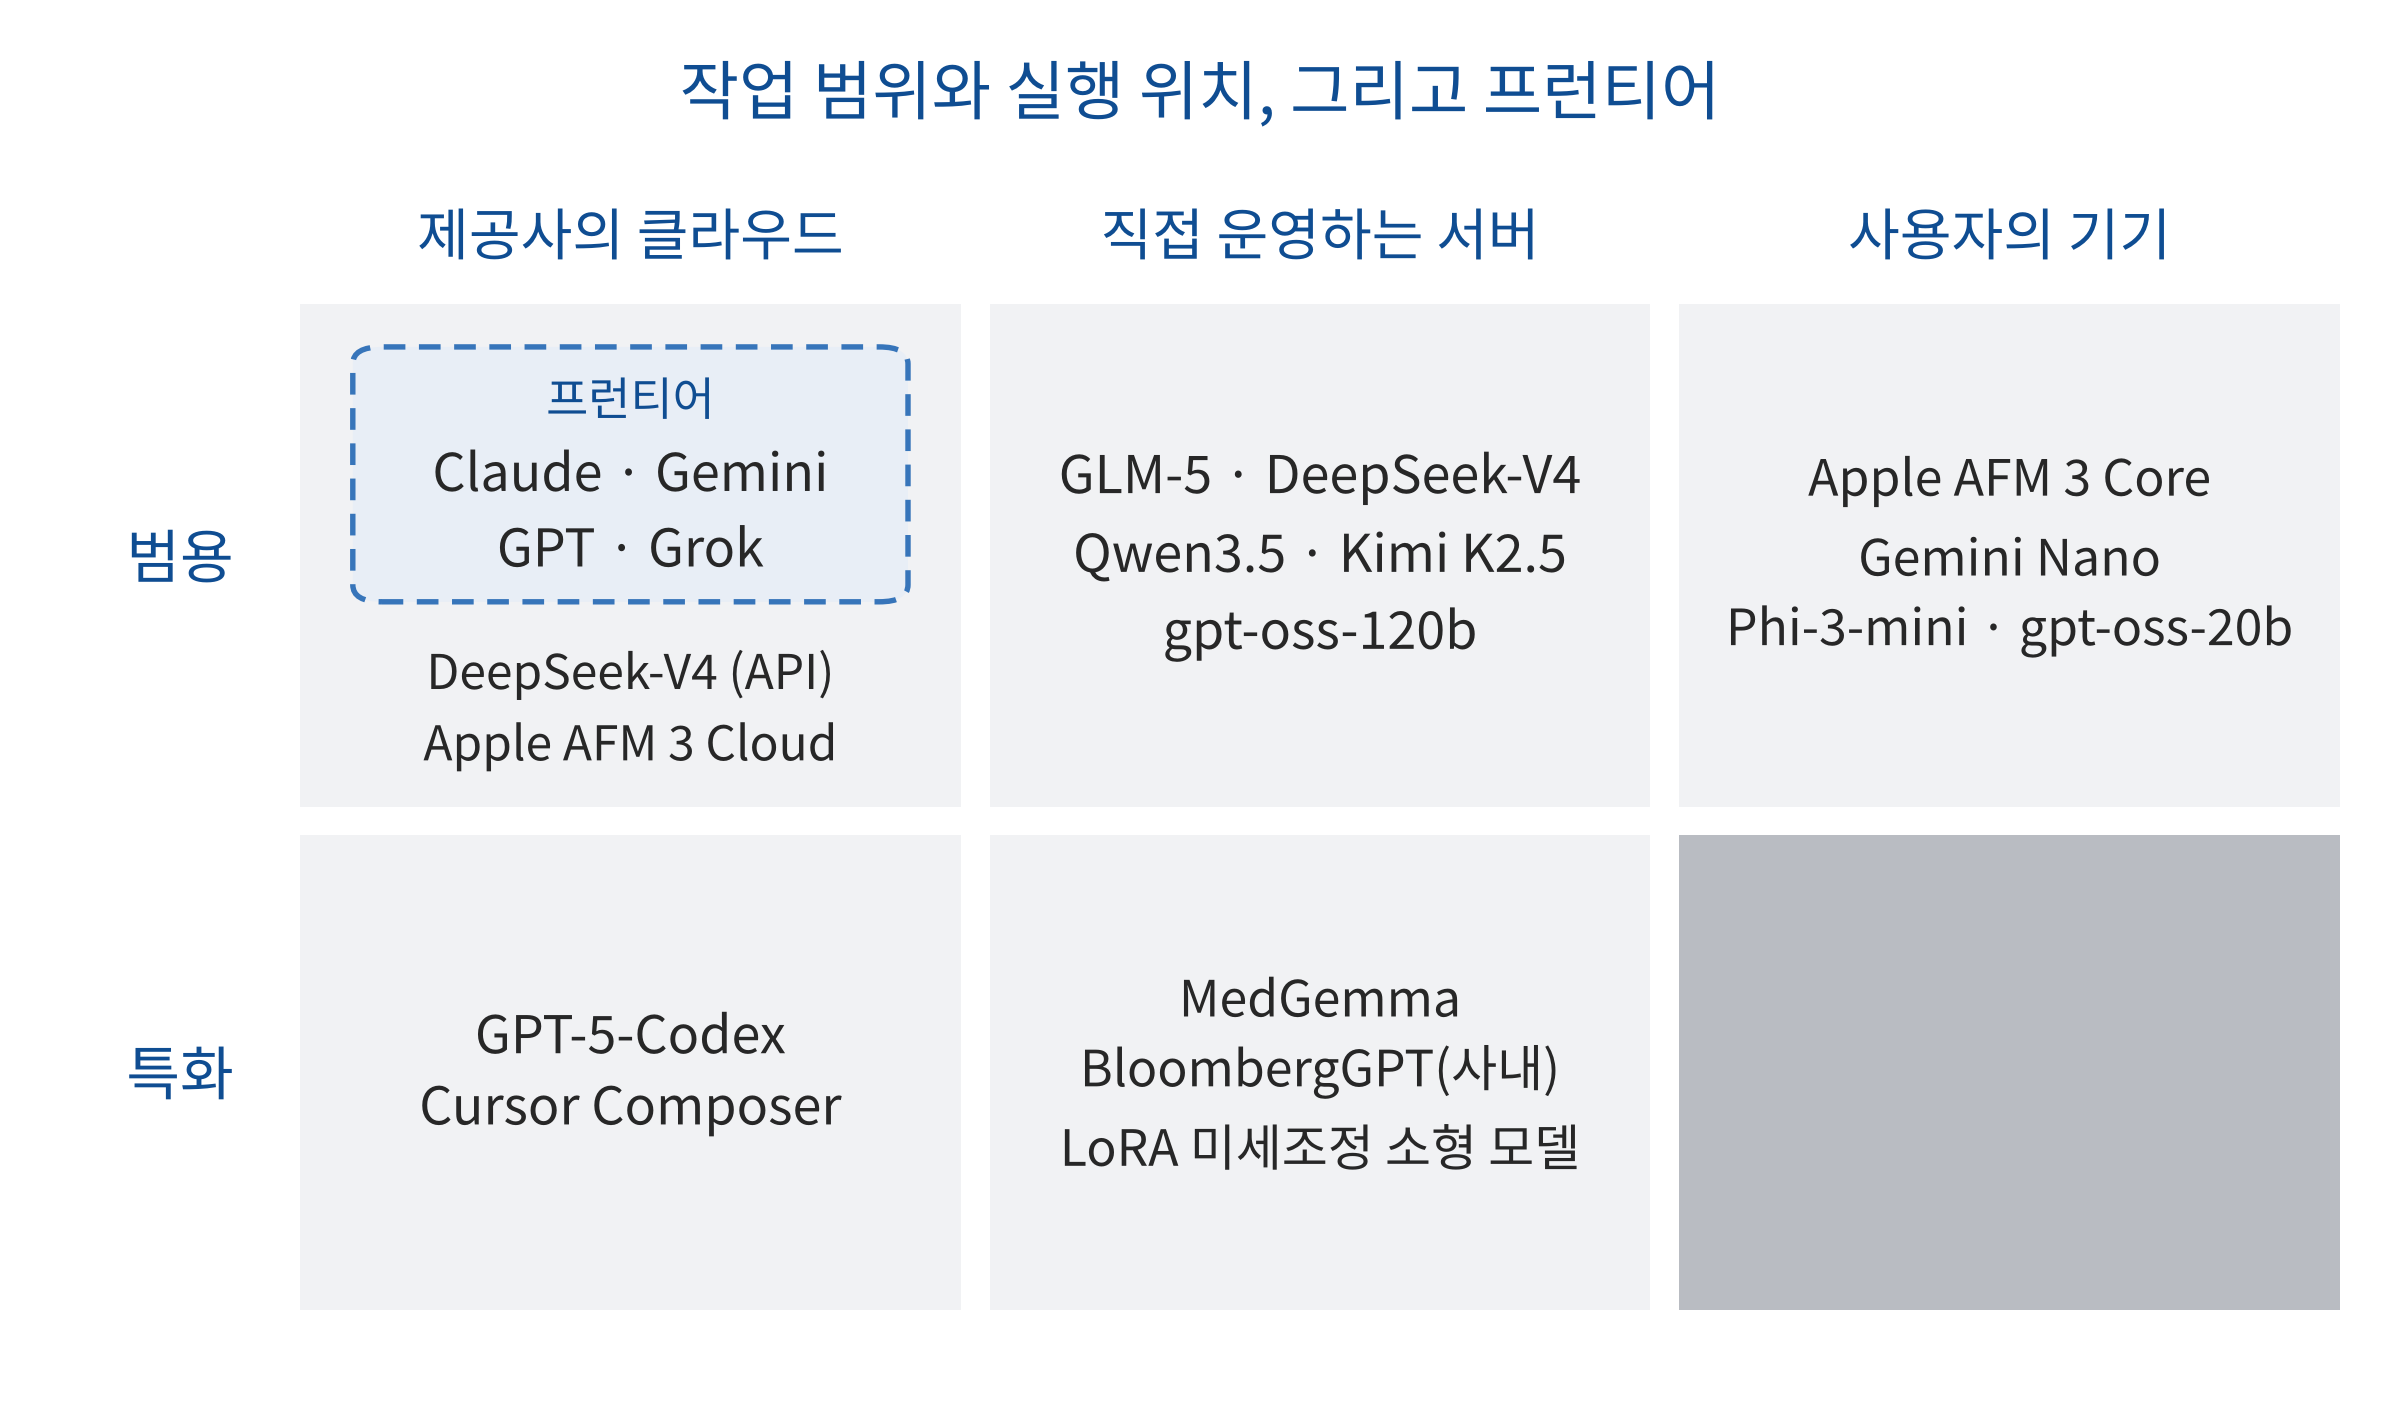 작업 범위와 실행 위치, 그리고 프런티어
제공사의 클라우드
직접 운영하는 서버
사용자의 기기
범용
프런티어
Claude · Gemini
GPT · Grok
DeepSeek-V4 (API)
Apple AFM 3 Cloud
GLM-5 · DeepSeek-V4
Qwen3.5 · Kimi K2.5
gpt-oss-120b
Apple AFM 3 Core
Gemini Nano
Phi-3-mini · gpt-oss-20b
특화
GPT-5-Codex
Cursor Composer
MedGemma
BloombergGPT(사내)
LoRA 미세조정 소형 모델